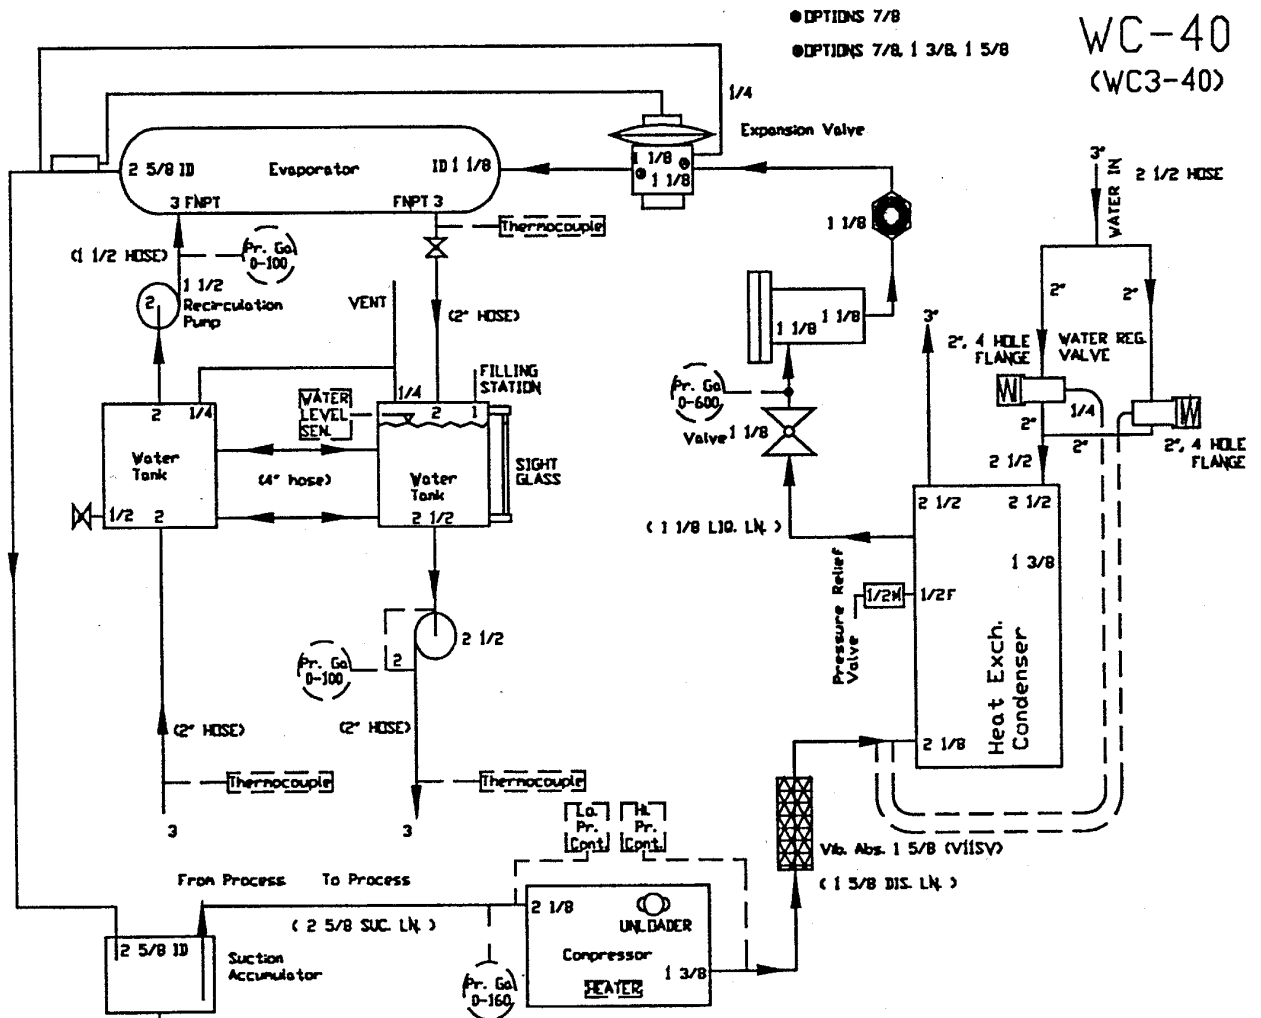 OPTIONS 7/8
OPTIONS 7/8, 1 3/8, 1 5/8
WC-40
(WC3-40)
1/4
Expansion Valve
2 5/8 ID
Evaporator
ID 1 1/8
3 FNPT
FNPT 3
1 1/8
1 1/8
Thermocouple
(1 1/2 HOSE)
Pr. Ga
0-100
1 1/2
2
Recirculation
Pump
VENT
(2" HOSE)
1 1/8
3"
WATER IN
2 1/2 HOSE
2"
2"
1 1/8
1 1/8
3"
2", 4 HOLE
FLANGE
WATER REG.
VALVE
FILLING
STATION
WATER
LEVEL
SEN.
1/4
2
1
2
1/4
Water
Tank
(4" hose)
Water
Tank
SIGHT
GLASS
1/2
2
2 1/2
Pr. Ga
0-600
Valve
1 1/8
2"
1/4
2"
2", 4 HOLE
FLANGE
2 1/2
2 1/2
2 1/2
( 1 1/8 LIQ. LN. )
1 3/8
Pressure Relief
Valve
1/2M
1/2F
Heat Exch.
Condenser
2 1/8
2 1/2
Pr. Ga
0-100
2
(2" HOSE)
(2" HOSE)
Thermocouple
Thermocouple
3
3
From Process
To Process
Lo.
Pr.
Cont.
Hi.
Pr.
Cont.
Vib. Abs. 1 5/8 (V11SV)
( 1 5/8 DIS. LN. )
( 2 5/8 SUC. LN. )
2 1/8
UNLOADER
Compressor
1 3/8
HEATER
2 5/8 ID
Suction
Accumulator
Pr. Ga
0-160